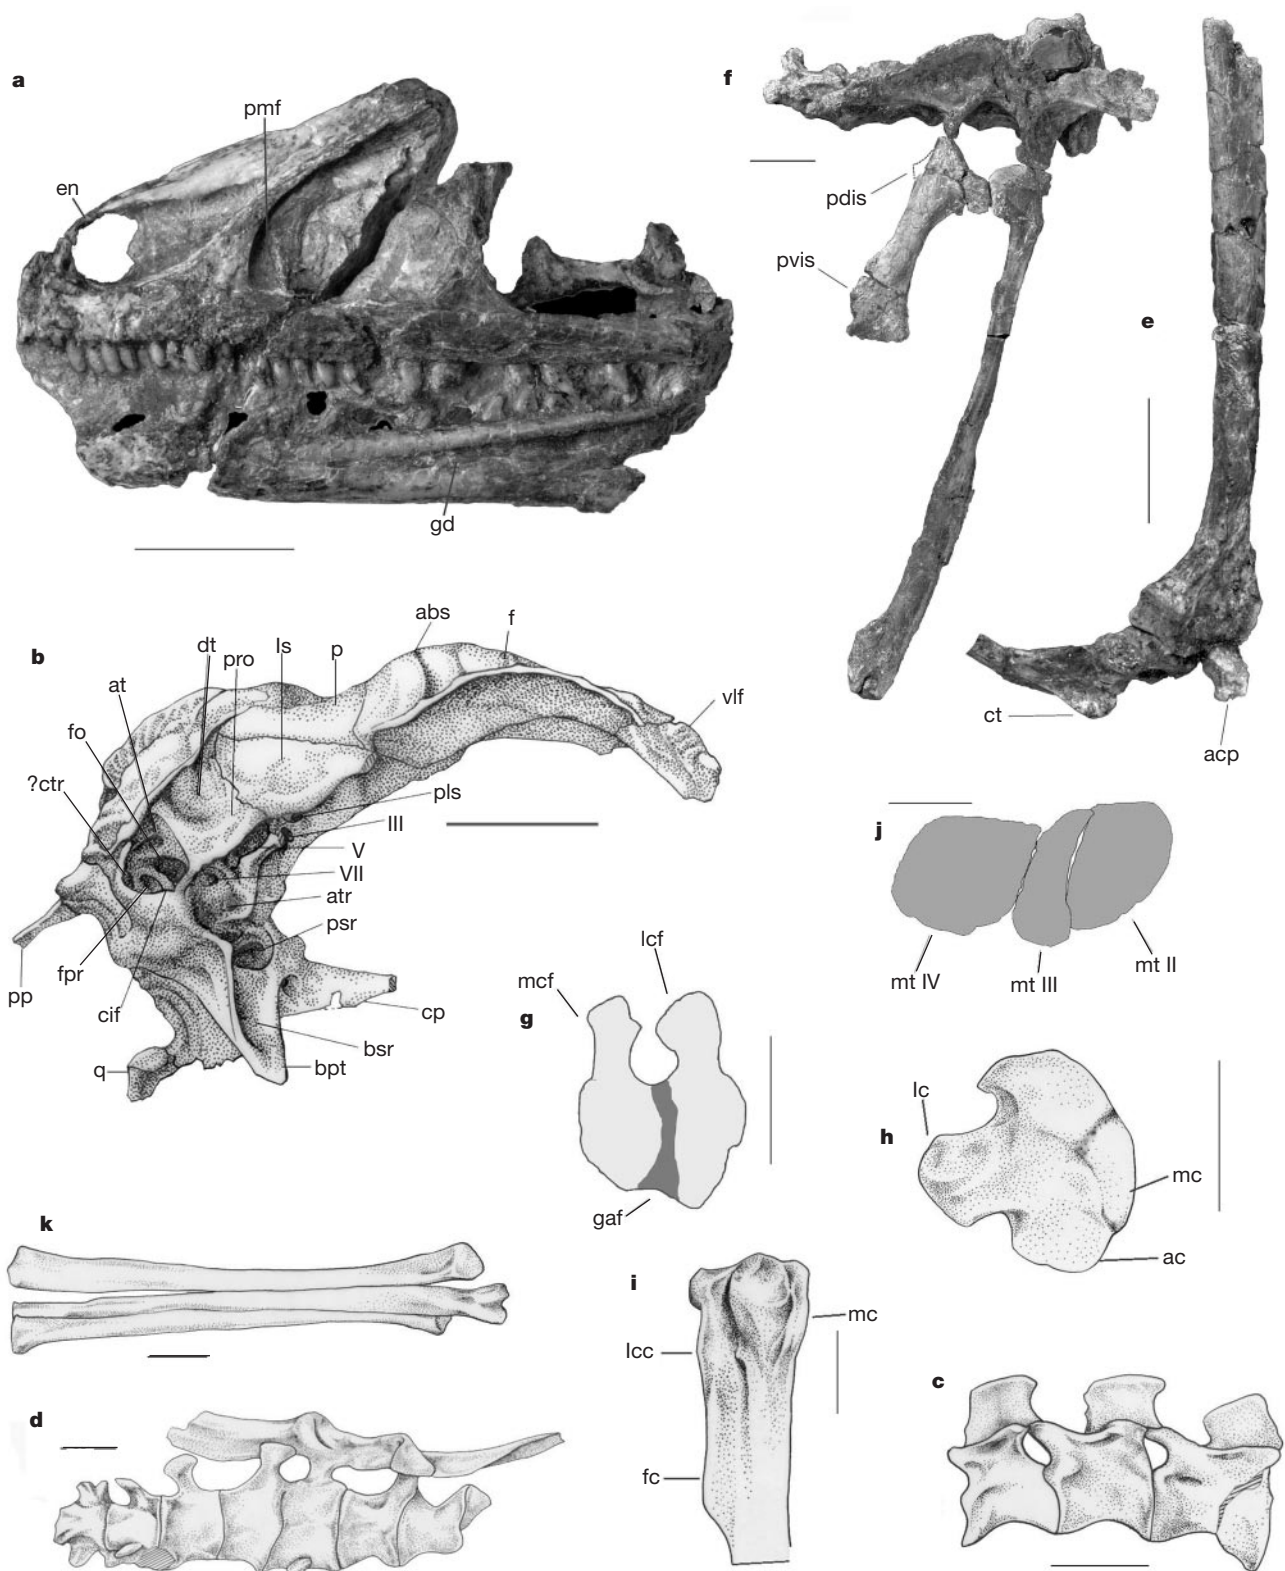 a
pmf
en
gd
f
pdis
pvis
e
ct
acp
b
abs
f
dt
pro
ls
p
at
fo
?ctr
vlf
pls
III
V
VII
atr
psr
pp
fpr
cif
cp
bsr
q
bpt
j
mt IV
mt III
mt II
lcf
mcf
g
gaf
lc
h
mc
ac
k
i
mc
lcc
fc
d
c